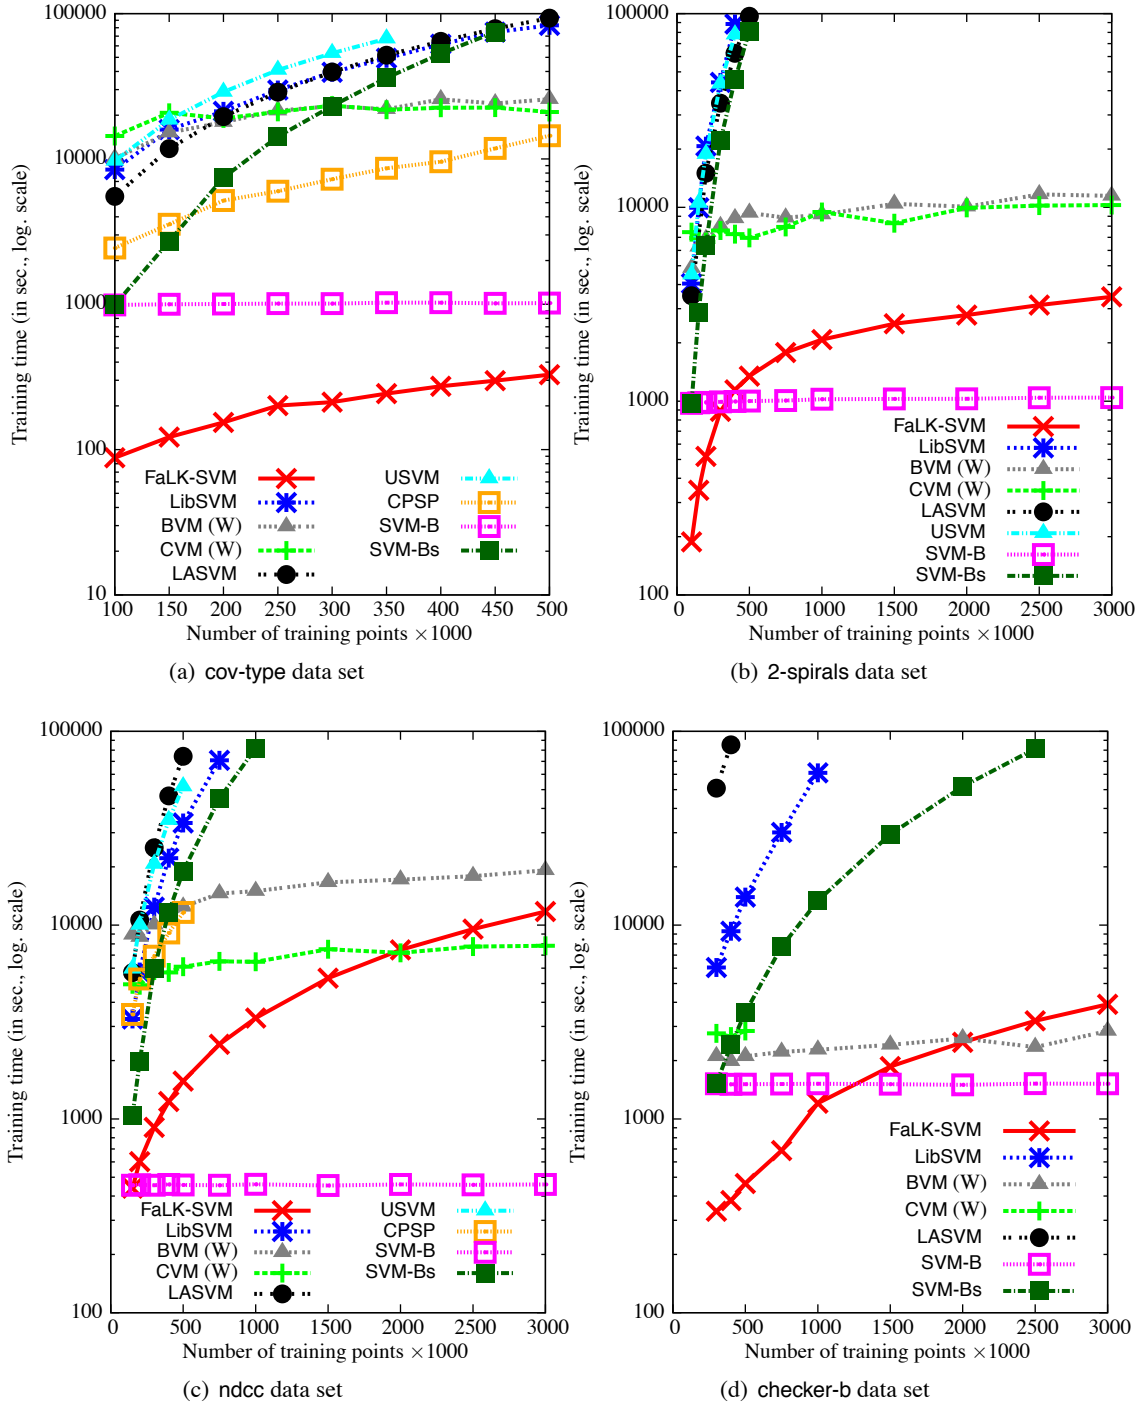 100000
10000
1000
100
10
Training time (in sec., log. scale)
FaLK-SVM
LibSVM
BVM (W)
CVM (W)
LASVM
USVM
CPSP
SVM-B
SVM-Bs
100 150 200 250 300 350 400 450 500
Number of training points ×1000
(a) cov-type data set
100000
10000
1000
100
Training time (in sec., log. scale)
FaLK-SVM
LibSVM
BVM (W)
CVM (W)
LASVM
USVM
SVM-B
SVM-Bs
0 500 1000 1500 2000 2500 3000
Number of training points ×1000
(b) 2-spirals data set
100000
10000
1000
100
Training time (in sec., log. scale)
FaLK-SVM
LibSVM
BVM (W)
CVM (W)
LASVM
USVM
CPSP
SVM-B
SVM-Bs
0 500 1000 1500 2000 2500 3000
Number of training points ×1000
(c) ndcc data set
100000
10000
1000
100
Training time (in sec., log. scale)
FaLK-SVM
LibSVM
BVM (W)
CVM (W)
LASVM
SVM-B
SVM-Bs
0 500 1000 1500 2000 2500 3000
Number of training points ×1000
(d) checker-b data set